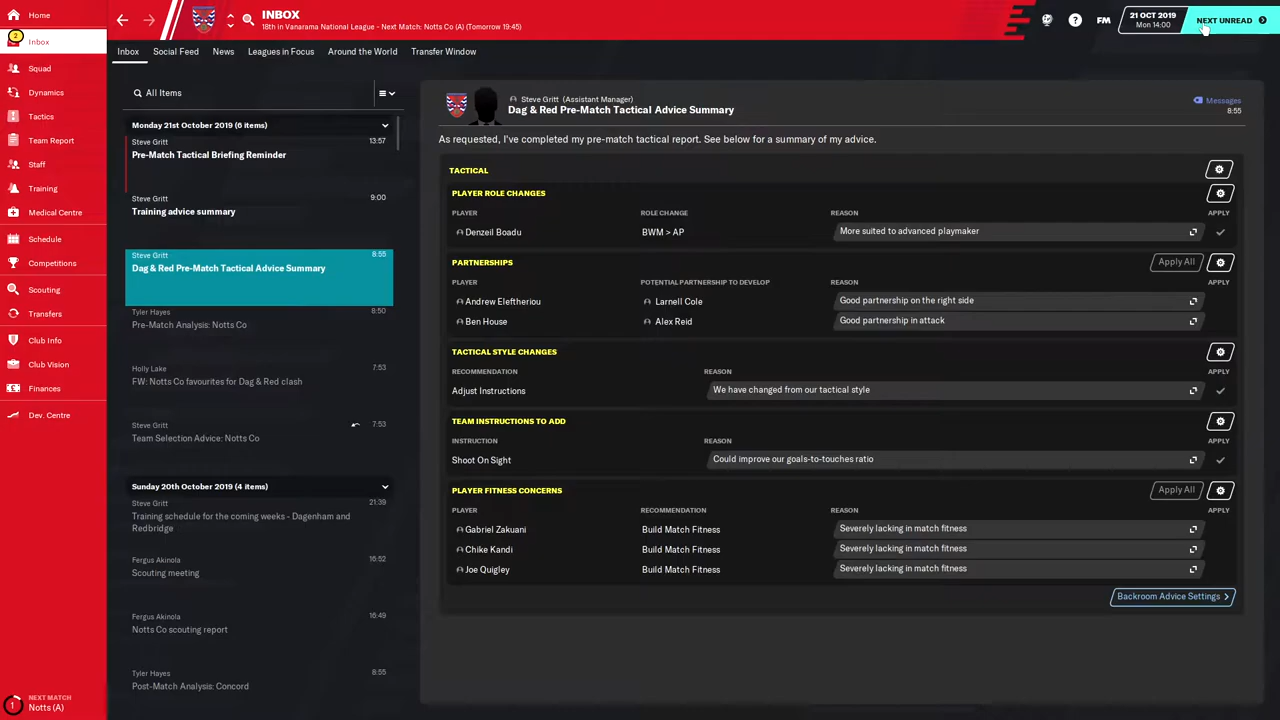 Home
2
Inbox
Squad
Dynamics
Tactics
Team Report
Staff
Training
Medical Centre
Schedule
Competitions
Scouting
Transfers
Club Info
Club Vision
Finances
Dev. Centre
1
NEXT MATCH
Notts (A)
INBOX
18th in Vanarama National League - Next Match: Notts Co (A) (Tomorrow 19:45)
?
FM
21 OCT 2019
Mon 14:00
NEXT UNREAD
Inbox
Social Feed
News
Leagues in Focus
Around the World
Transfer Window
All Items
Monday 21st October 2019 (6 items)
Steve Gritt 13:57
Pre-Match Tactical Briefing Reminder
Steve Gritt 9:00
Training advice summary
Steve Gritt 8:55
Dag & Red Pre-Match Tactical Advice Summary
Tyler Hayes 8:50
Pre-Match Analysis: Notts Co
Holly Lake 7:53
FW: Notts Co favourites for Dag & Red clash
Steve Gritt 7:53
Team Selection Advice: Notts Co
Sunday 20th October 2019 (4 items)
Steve Gritt 21:39
Training schedule for the coming weeks - Dagenham and
Redbridge
Fergus Akinola 16:52
Scouting meeting
Fergus Akinola 16:49
Notts Co scouting report
Tyler Hayes 8:55
Post-Match Analysis: Concord
Steve Gritt (Assistant Manager)
Dag & Red Pre-Match Tactical Advice Summary
Messages
8:55
As requested, I've completed my pre-match tactical report. See below for a summary of my advice.
TACTICAL
PLAYER ROLE CHANGES
PLAYER ROLE CHANGE REASON APPLY
Denzeil Boadu BWM > AP More suited to advanced playmaker
PARTNERSHIPS Apply All
PLAYER POTENTIAL PARTNERSHIP TO DEVELOP REASON APPLY
Andrew Eleftheriou Larnell Cole Good partnership on the right side
Ben House Alex Reid Good partnership in attack
TACTICAL STYLE CHANGES
RECOMMENDATION REASON APPLY
Adjust Instructions We have changed from our tactical style
TEAM INSTRUCTIONS TO ADD
INSTRUCTION REASON APPLY
Shoot On Sight Could improve our goals-to-touches ratio
PLAYER FITNESS CONCERNS Apply All
PLAYER RECOMMENDATION REASON APPLY
Gabriel Zakuani Build Match Fitness Severely lacking in match fitness
Chike Kandi Build Match Fitness Severely lacking in match fitness
Joe Quigley Build Match Fitness Severely lacking in match fitness
Backroom Advice Settings